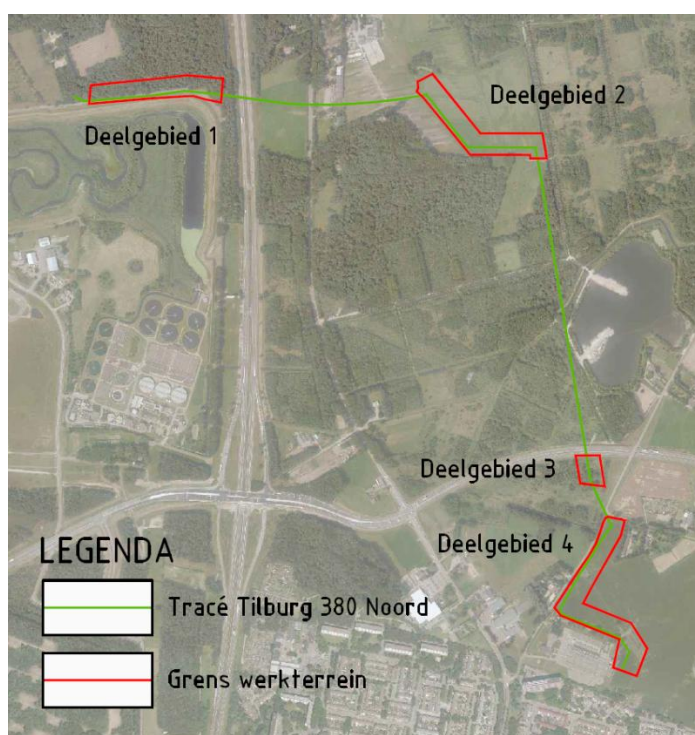 Deelgebied 1
Deelgebied 2
Deelgebied 3
Deelgebied 4
LEGENDA
Tracé Tilburg 380 Noord
Grens werkterrein